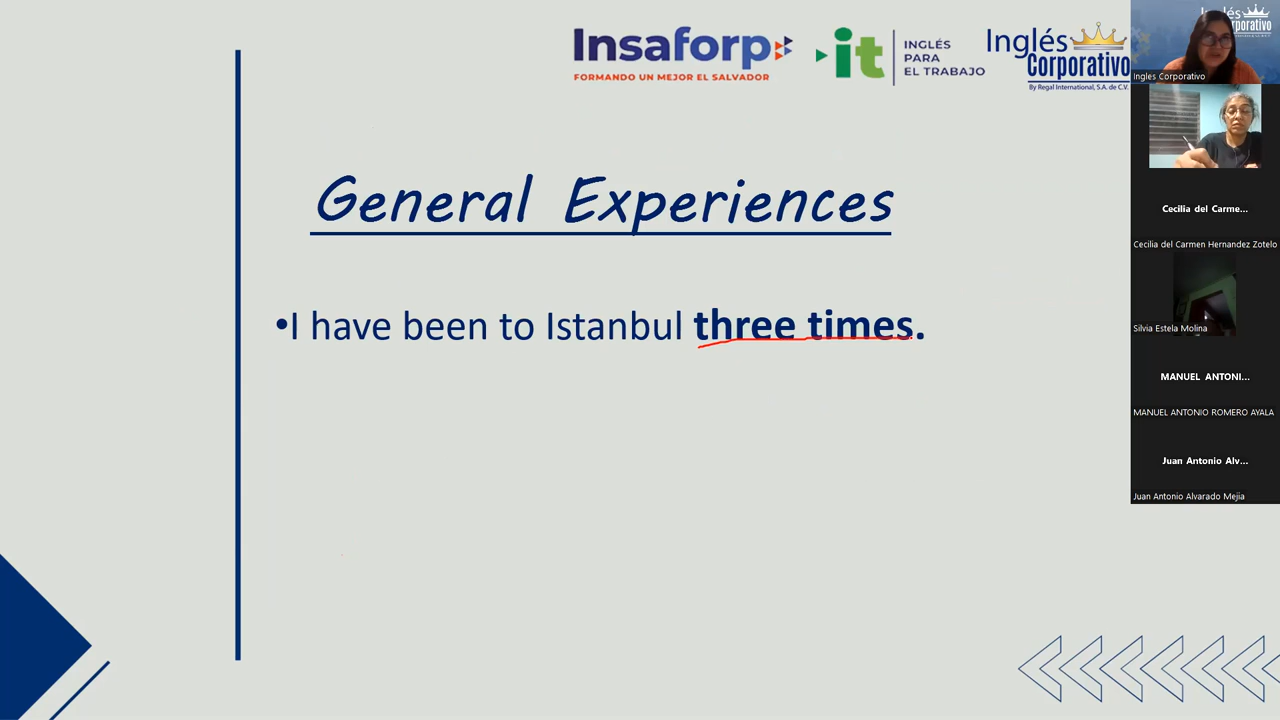 Insaforp
FORMANDO UN MEJOR EL SALVADOR
it
INGLÉS
PARA
EL TRABAJO
Inglés
Corporativo
By Regal International, S.A. de C.V.
General Experiences
•I have been to Istanbul three times.
Ingles Corporativo
Cecilia del Carme...
Cecilia del Carmen Hernandez Zotelo
Silvia Estela Molina
MANUEL ANTONI...
MANUEL ANTONIO ROMERO AYALA
Juan Antonio Alv...
Juan Antonio Alvarado Mejia